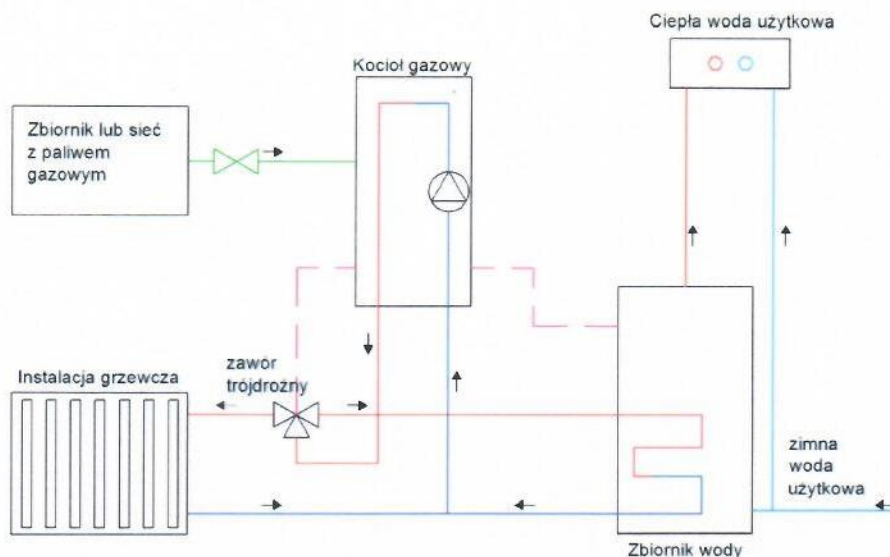 Ciepła woda użytkowa
Kocioł gazowy
Zbiornik lub sieć
z paliwem
gazowym
Instalacja grzewcza
zawór
trójdrożny
zimna
woda
użytkowa
Zbiornik wody